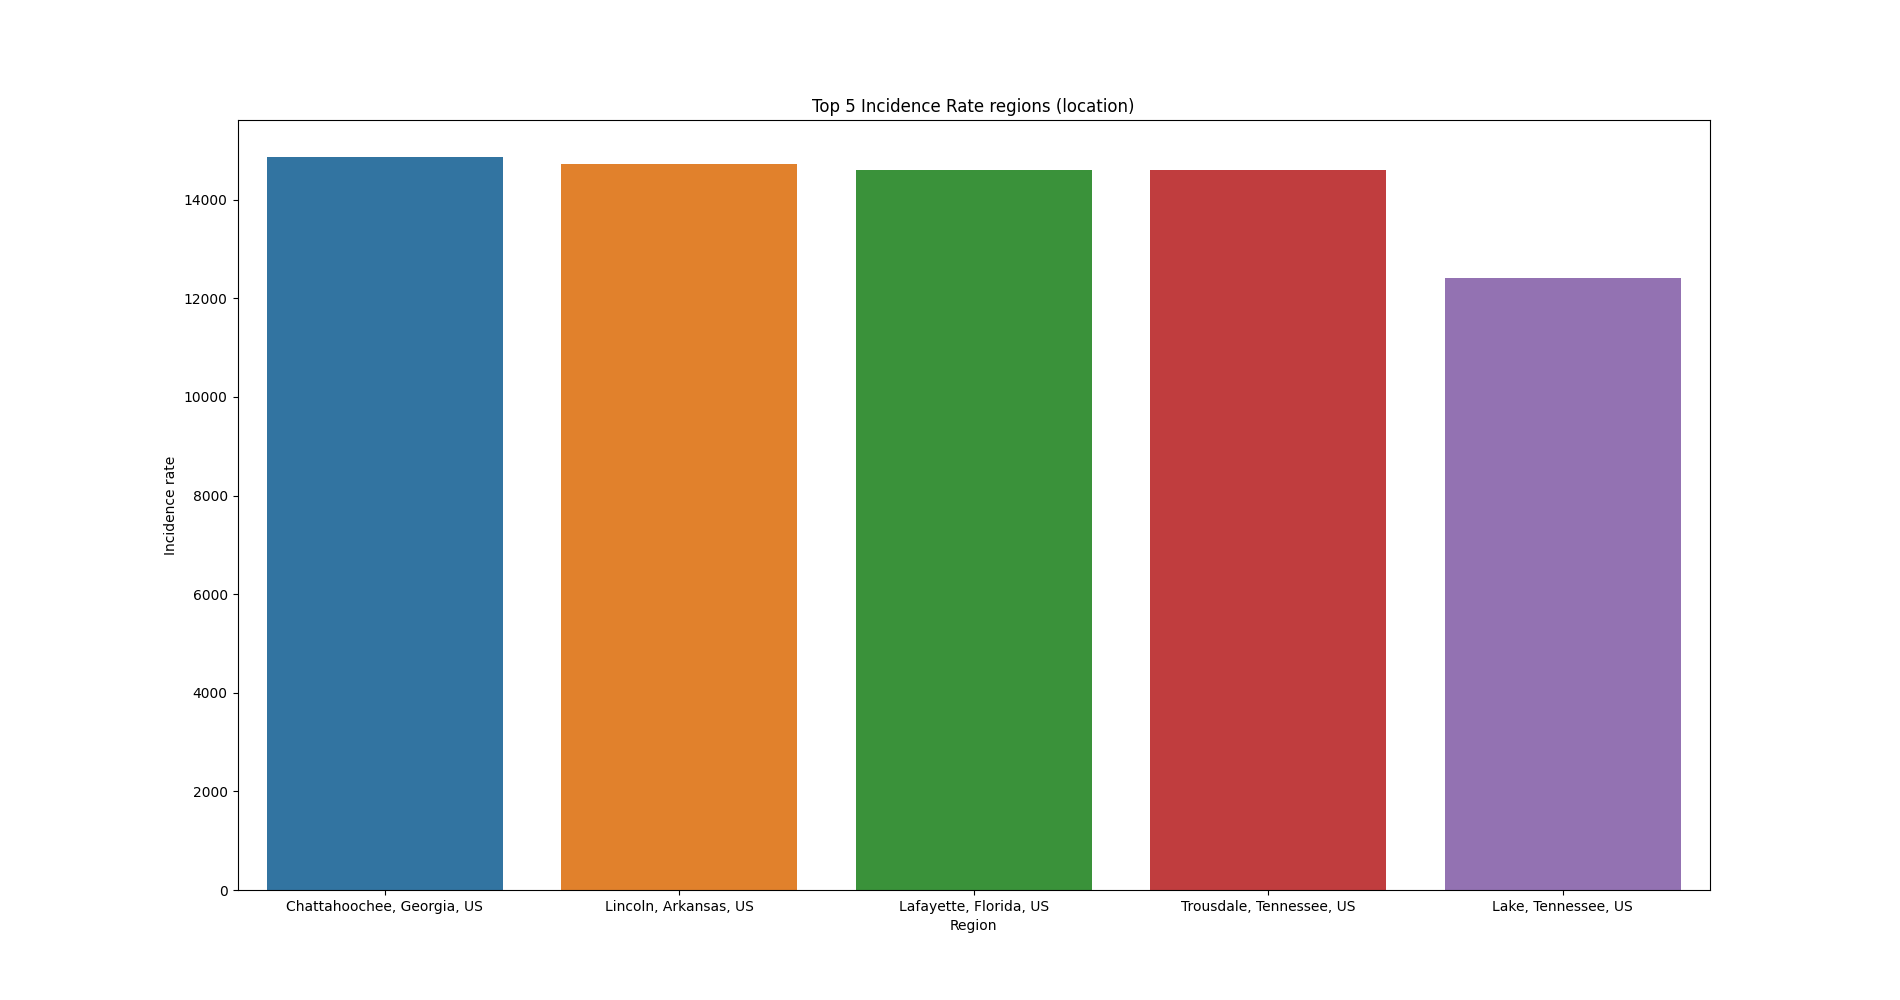 Top 5 Incidence Rate regions (location)
14000
12000
10000
8000
6000
4000
2000
0
Incidence rate
Chattahoochee, Georgia, US
Lincoln, Arkansas, US
Lafayette, Florida, US
Trousdale, Tennessee, US
Lake, Tennessee, US
Region